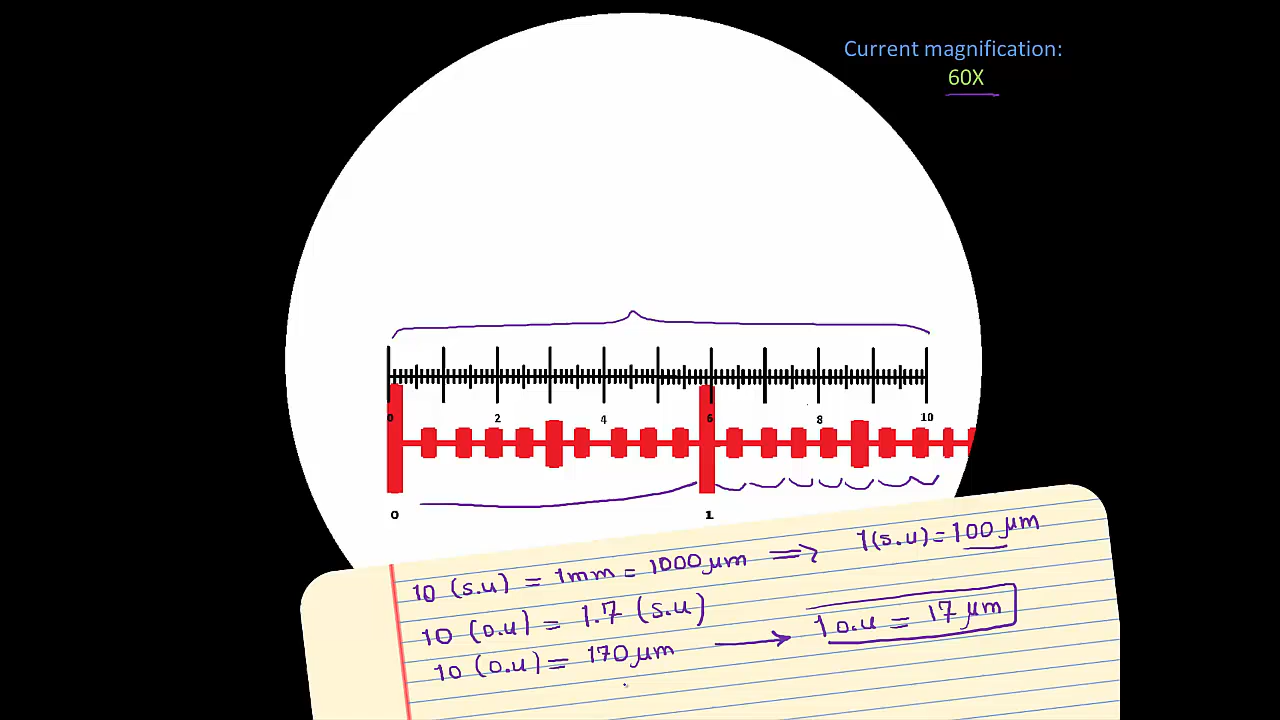 Current magnification:
60X
0 2 4 6 8 10
0 1
10 (s.u) = 1mm = 1000 μm ⇒ 1(s.u) = 100 μm
10 (o.u) = 1.7 (s.u)
10 (o.u) = 170 μm → 1 o.u = 17 μm